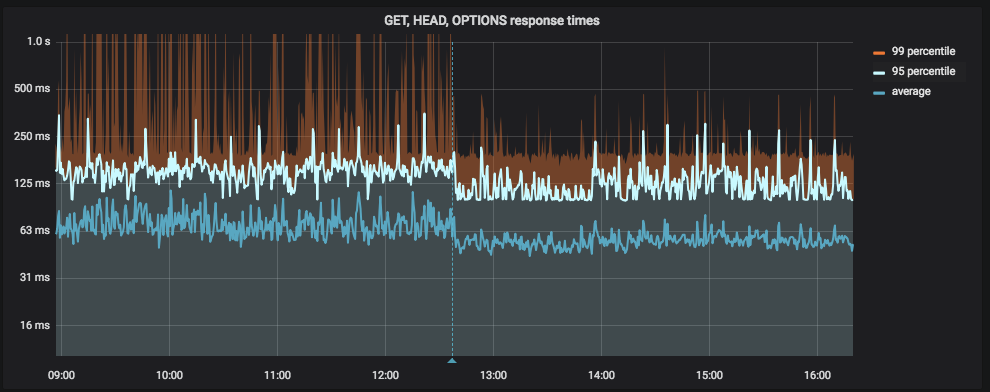 GET, HEAD, OPTIONS response times
1.0 s
500 ms
250 ms
125 ms
63 ms
31 ms
16 ms
09:00 10:00 11:00 12:00 13:00 14:00 15:00 16:00
99 percentile
95 percentile
average